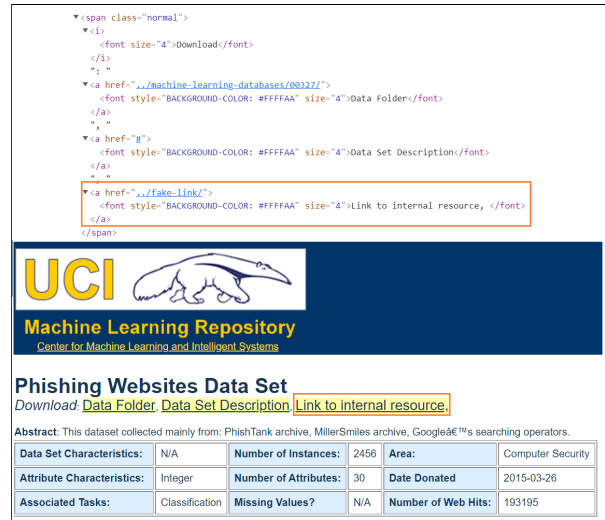 ▼<span class="normal">
▼<i>
<font size="4">Download</font>
</i>
": "
▼<a href="../machine-learning-databases/00327/">
<font style="BACKGROUND-COLOR: #FFFFAA" size="4">Data Folder</font>
</a>
", "
▼<a href="#">
<font style="BACKGROUND-COLOR: #FFFFAA" size="4">Data Set Description</font>
</a>
", "
▼<a href="../fake-link/">
<font style="BACKGROUND-COLOR: #FFFFAA" size="4">Link to internal resource, </font>
</a>
</span>
UCI
Machine Learning Repository
Center for Machine Learning and Intelligent Systems
Phishing Websites Data Set
Download: Data Folder, Data Set Description, Link to internal resource,
Abstract: This dataset collected mainly from: PhishTank archive, MillerSmiles archive, Googleâ€™s searching operators.
Data Set Characteristics: N/A Number of Instances: 2456 Area: Computer Security
Attribute Characteristics: Integer Number of Attributes: 30 Date Donated 2015-03-26
Associated Tasks: Classification Missing Values? N/A Number of Web Hits: 193195